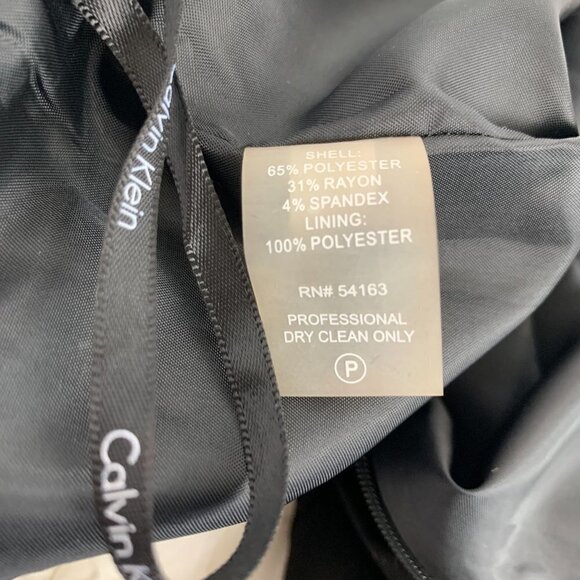 Calvin Klein
Calvin Klein
SHELL:
65% POLYESTER
31% RAYON
4% SPANDEX
LINING:
100% POLYESTER
RN# 54163
PROFESSIONAL
DRY CLEAN ONLY
P